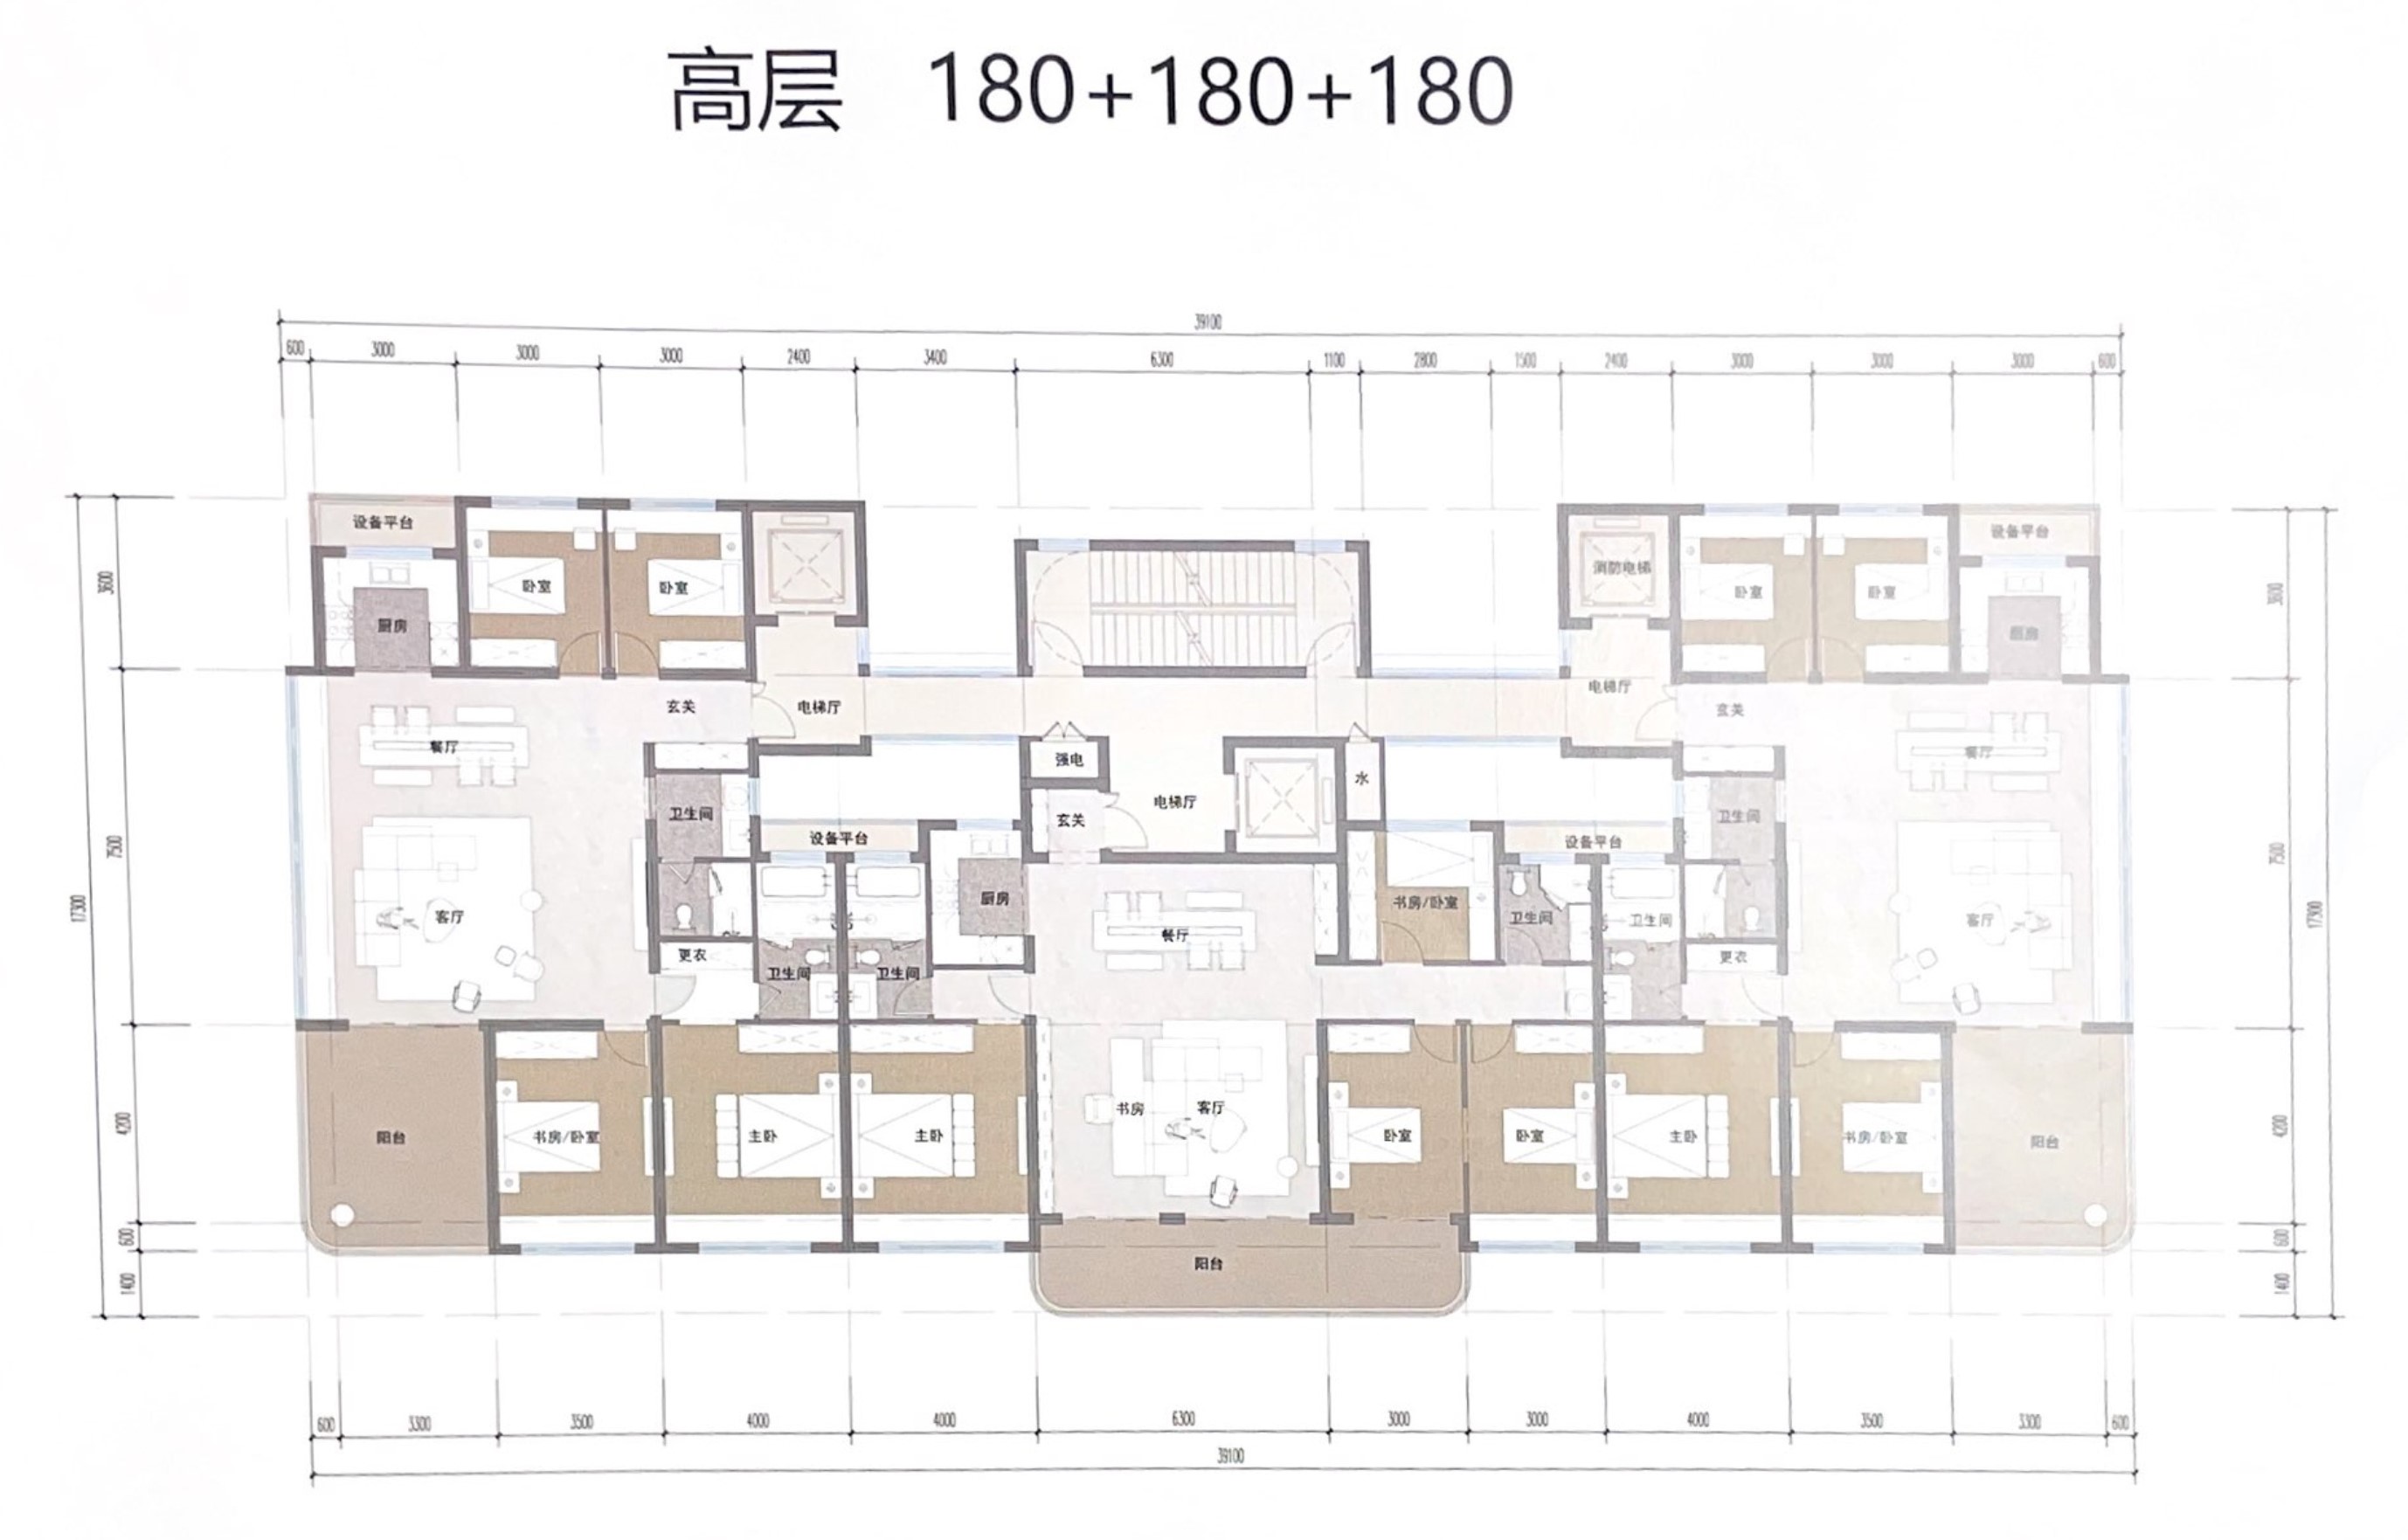 高层 180+180+180
39100
600 3000 3000 3000 2400 3400 6300 1100 2800 1500 2400 3000 3000 3000 600
设备平台
设备平台
卧室 卧室 消防电梯 卧室 卧室
厨房 厨房
3600 3600
玄关 电梯厅 电梯厅 玄关
餐厅 强电 水 餐厅
卫生间 玄关 电梯厅 卫生间
设备平台 设备平台
7500 7500
17300 17300
客厅 厨房 餐厅 书房/卧室 卫生间 卫生间 客厅
更衣 卫生间 卫生间 更衣
4200 4200
阳台 书房/卧室 主卧 主卧 书房 客厅 卧室 卧室 主卧 书房/卧室 阳台
600 600
阳台
1400 1400
600 3300 3500 4000 4000 6300 3000 3000 4000 3500 3300 600
39100